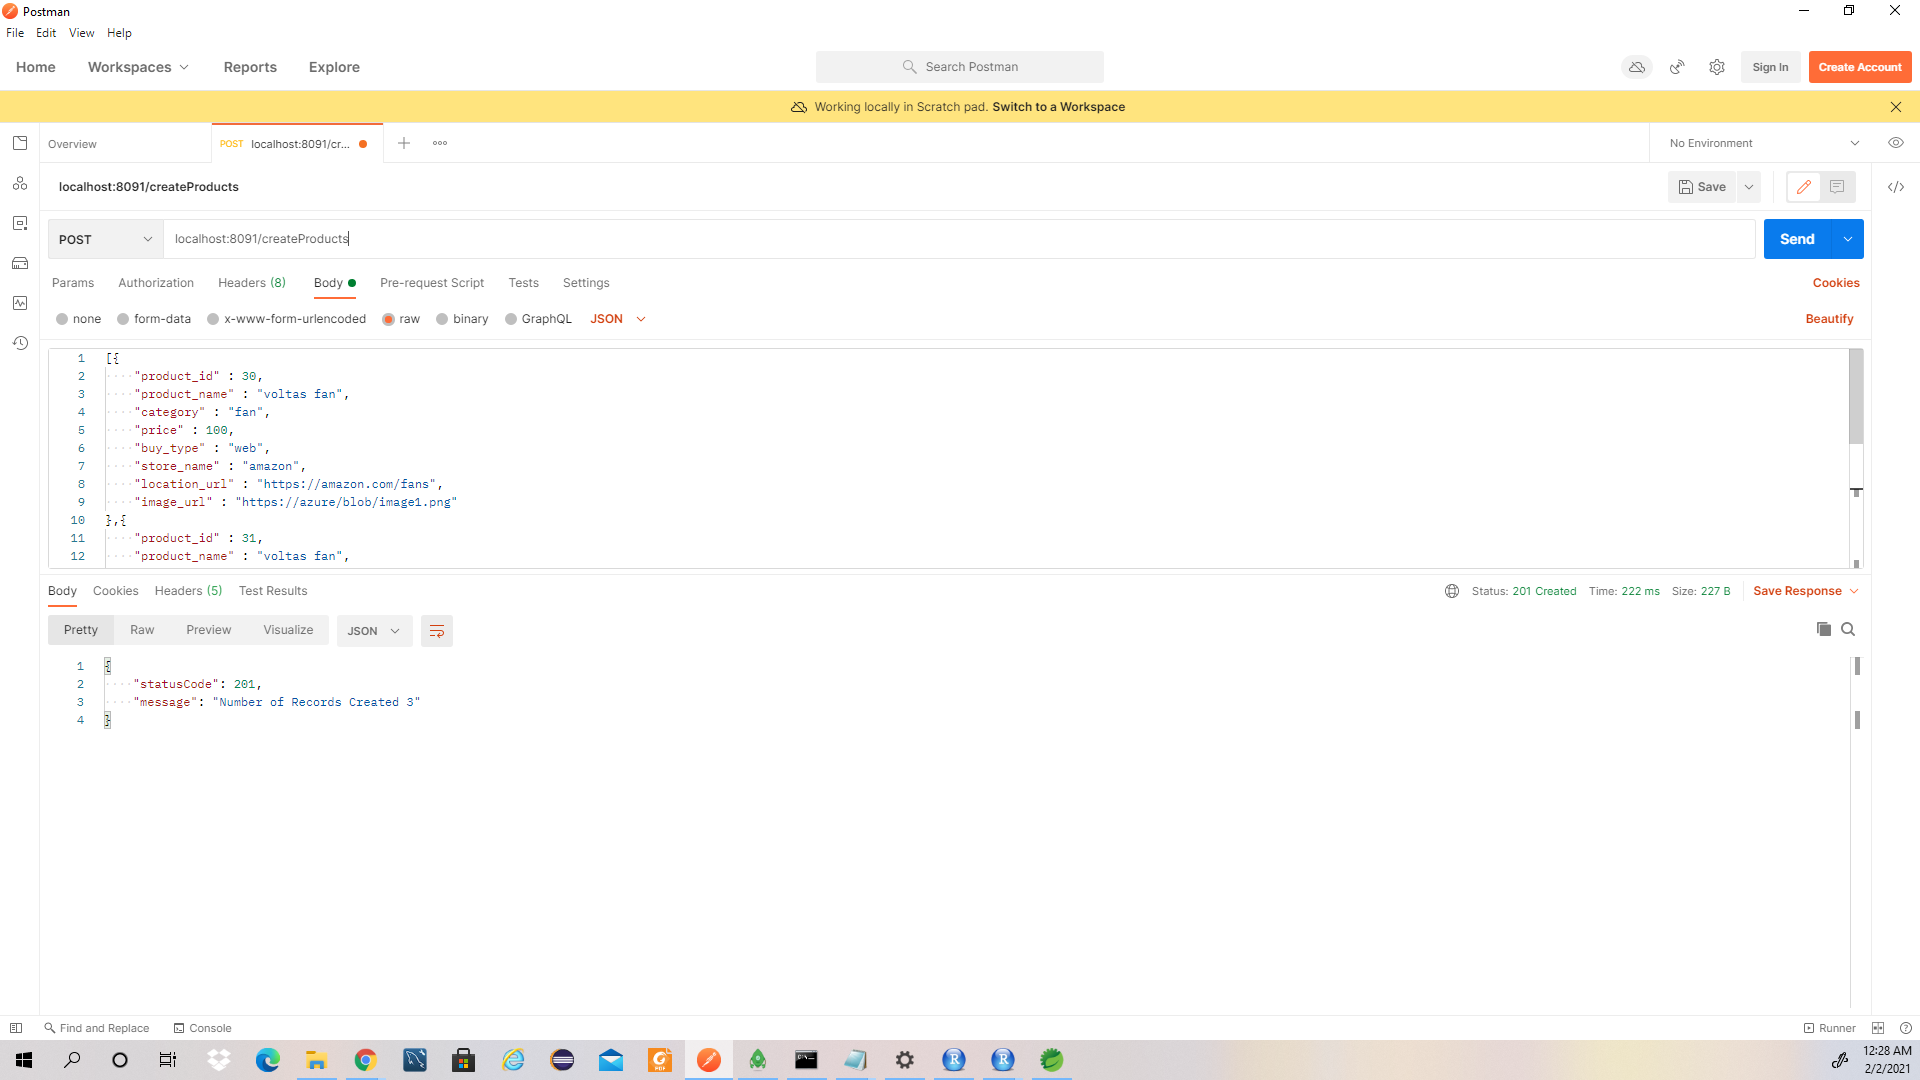 Postman
File Edit View Help
Home Workspaces Reports Explore Search Postman Sign In Create Account
Working locally in Scratch pad. Switch to a Workspace
Overview POST localhost:8091/cr... No Environment
localhost:8091/createProducts Save
POST localhost:8091/createProducts Send
Params Authorization Headers (8) Body Pre-request Script Tests Settings Cookies
none form-data x-www-form-urlencoded raw binary GraphQL JSON Beautify
1 [{
2 "product_id" : 30,
3 "product_name" : "voltas fan",
4 "category" : "fan",
5 "price" : 100,
6 "buy_type" : "web",
7 "store_name" : "amazon",
8 "location_url" : "https://amazon.com/fans",
9 "image_url" : "https://azure/blob/image1.png"
10 },{
11 "product_id" : 31,
12 "product_name" : "voltas fan",
Body Cookies Headers (5) Test Results Status: 201 Created Time: 222 ms Size: 227 B Save Response
Pretty Raw Preview Visualize JSON
1 {
2 "statusCode": 201,
3 "message": "Number of Records Created 3"
4 }
Find and Replace Console Runner
12:28 AM
2/2/2021